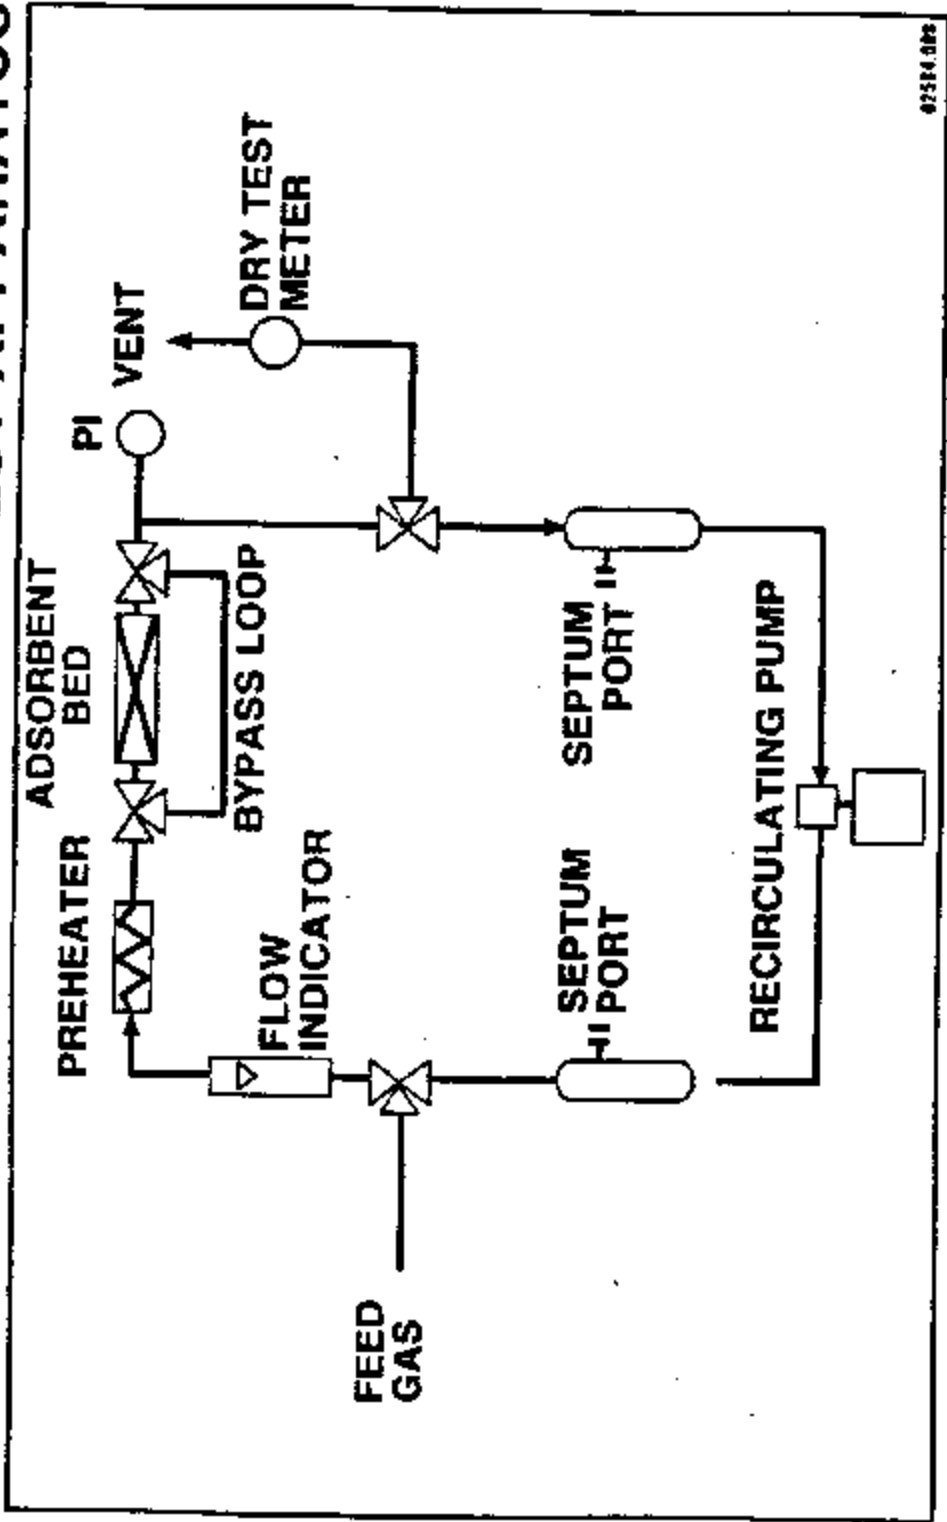 ADSORBENT
BED
PREHEATER
PI
VENT
DRY TEST
METER
BYPASS LOOP
FLOW
INDICATOR
FEED
GAS
SEPTUM
PORT
SEPTUM
PORT
RECIRCULATING PUMP